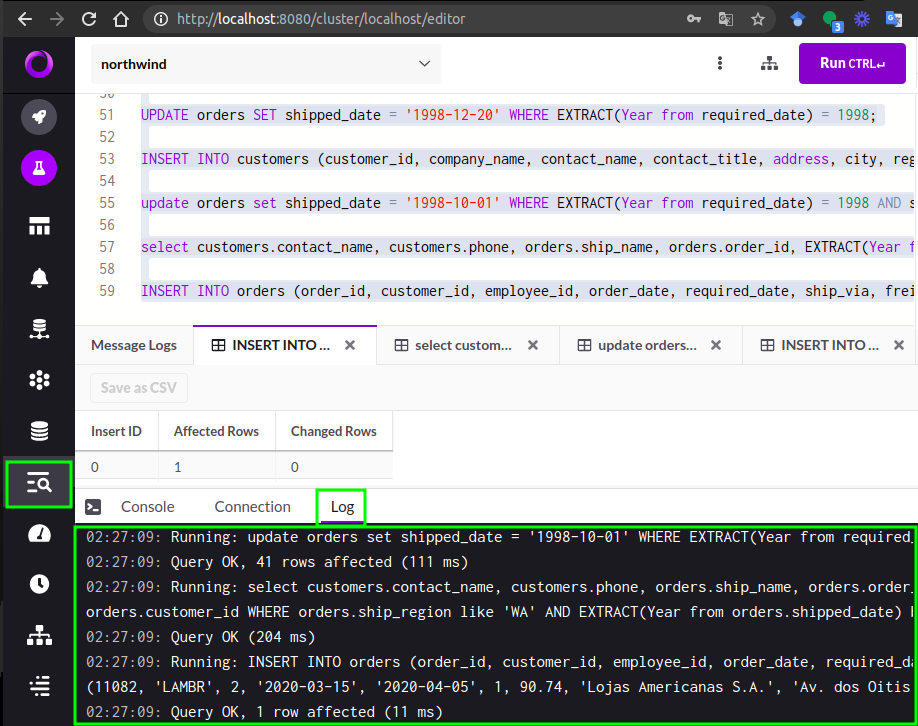 http://localhost:8080/cluster/localhost/editor
3
northwind
Run CTRL↵
50
51 UPDATE orders SET shipped_date = '1998-12-20' WHERE EXTRACT(Year from required_date) = 1998;
52
53 INSERT INTO customers (customer_id, company_name, contact_name, contact_title, address, city, reg
54
55 update orders set shipped_date = '1998-10-01' WHERE EXTRACT(Year from required_date) = 1998 AND s
56
57 select customers.contact_name, customers.phone, orders.ship_name, orders.order_id, EXTRACT(Year f
58
59 INSERT INTO orders (order_id, customer_id, employee_id, order_date, required_date, ship_via, frei
Message Logs INSERT INTO ... select custom... update orders... INSERT INTO ...
Save as CSV
Insert ID Affected Rows Changed Rows
0 1 0
Console Connection Log
02:27:09: Running: update orders set shipped_date = '1998-10-01' WHERE EXTRACT(Year from required_
02:27:09: Query OK, 41 rows affected (111 ms)
02:27:09: Running: select customers.contact_name, customers.phone, orders.ship_name, orders.order
orders.customer_id WHERE orders.ship_region like 'WA' AND EXTRACT(Year from orders.shipped_date)
02:27:09: Query OK (204 ms)
02:27:09: Running: INSERT INTO orders (order_id, customer_id, employee_id, order_date, required_da
(11082, 'LAMBR', 2, '2020-03-15', '2020-04-05', 1, 90.74, 'Lojas Americanas S.A.', 'Av. dos Oitis
02:27:09: Query OK, 1 row affected (11 ms)